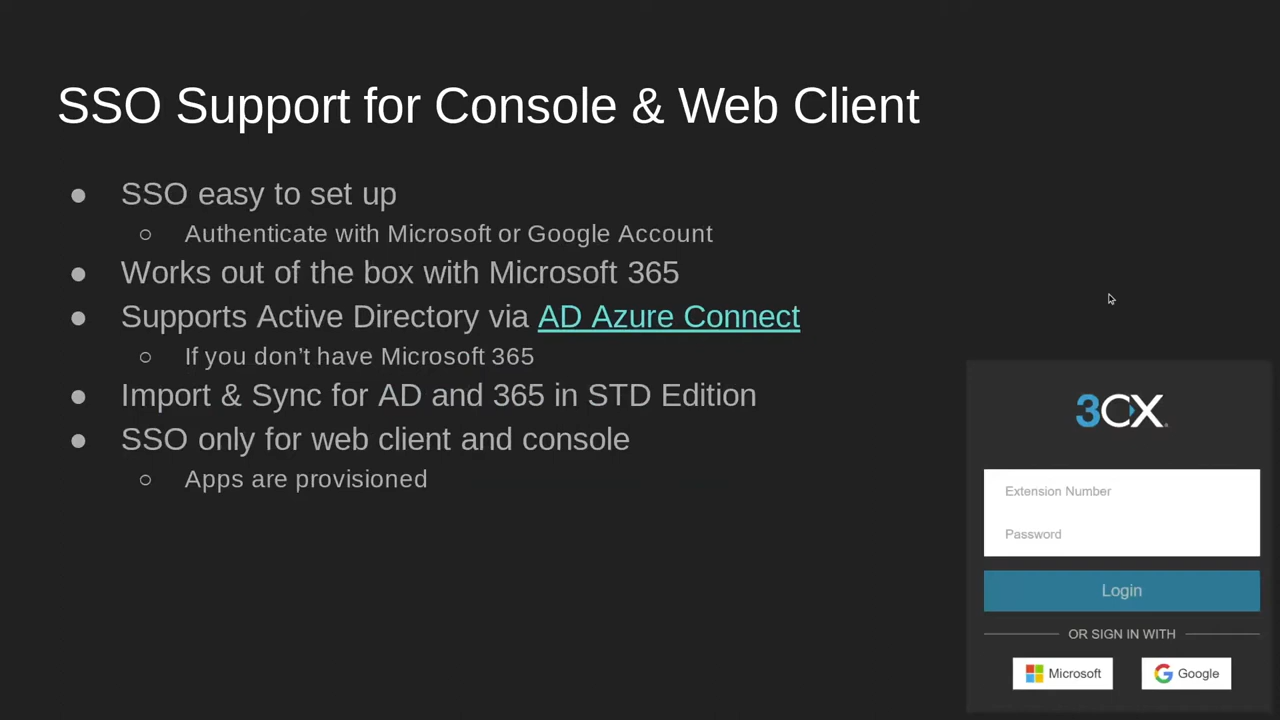 SSO Support for Console & Web Client
● SSO easy to set up
○ Authenticate with Microsoft or Google Account
● Works out of the box with Microsoft 365
● Supports Active Directory via AD Azure Connect
○ If you don’t have Microsoft 365
● Import & Sync for AD and 365 in STD Edition
● SSO only for web client and console
○ Apps are provisioned
3CX
Extension Number
Password
Login
OR SIGN IN WITH
Microsoft Google